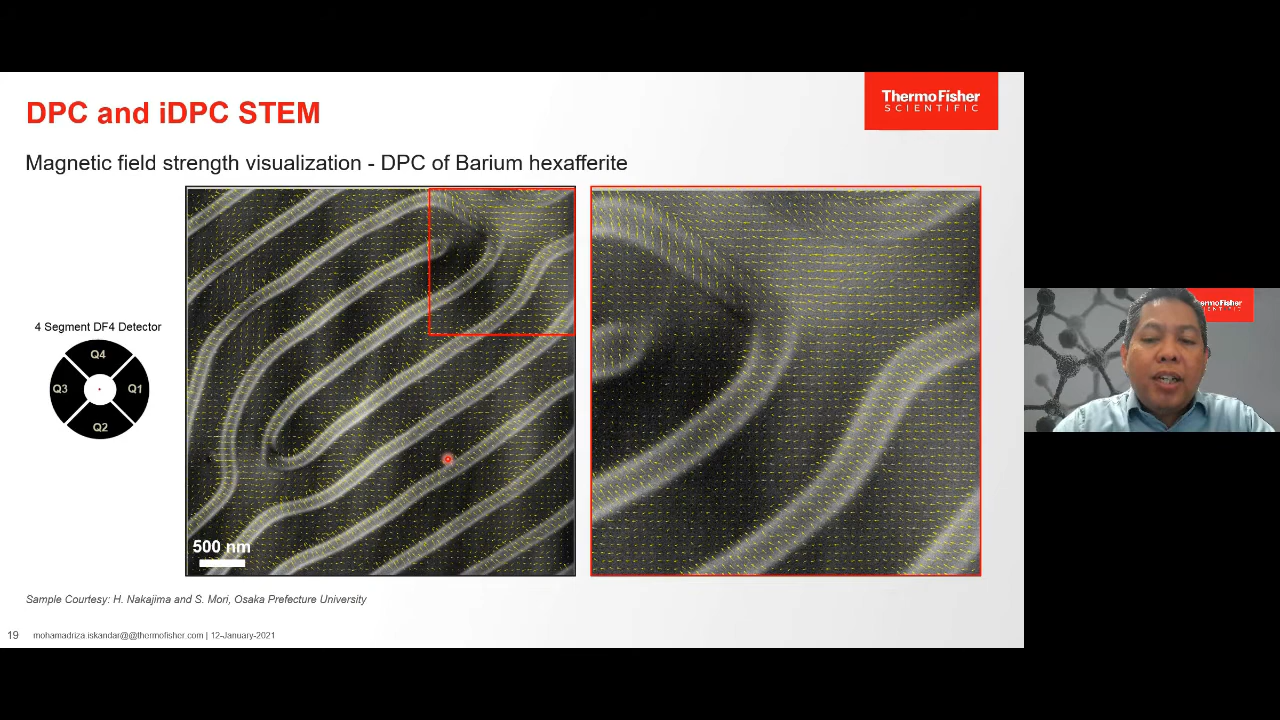 DPC and iDPC STEM
ThermoFisher
SCIENTIFIC
Magnetic field strength visualization - DPC of Barium hexafferite
4 Segment DF4 Detector
Q4
Q3
Q1
Q2
500 nm
Sample Courtesy: H. Nakajima and S. Mori, Osaka Prefecture University
19
mohamadriza.iskandar@@thermofisher.com | 12-January-2021